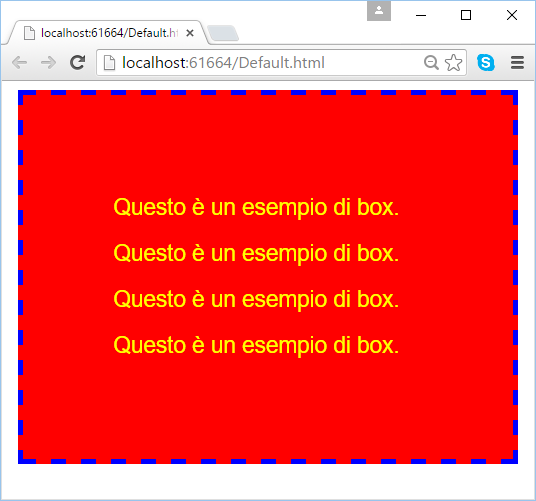 localhost:61664/Default.ht
localhost:61664/Default.html
Questo è un esempio di box.
Questo è un esempio di box.
Questo è un esempio di box.
Questo è un esempio di box.